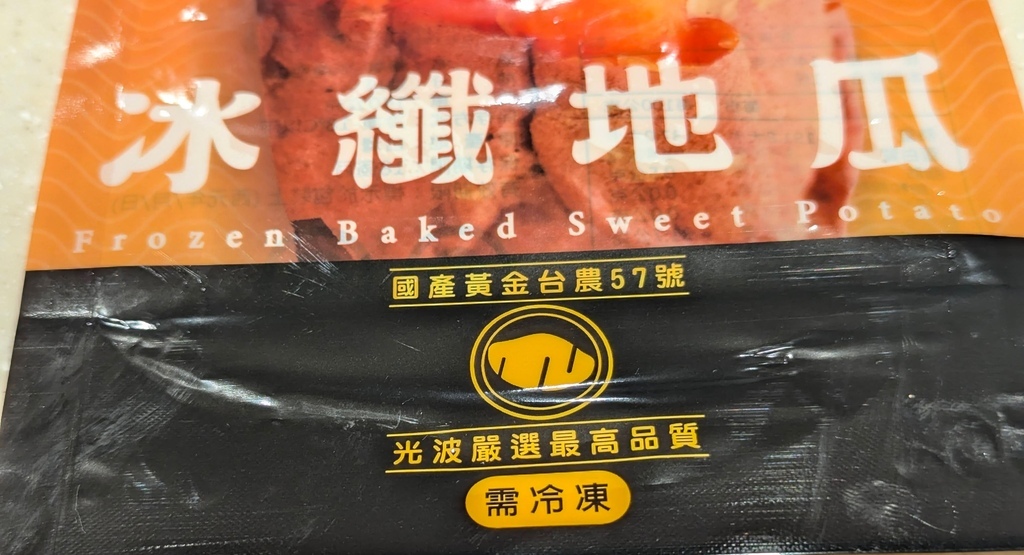 冰纖地瓜
Frozen Baked Sweet Potato
國產黃金台農57號
光波嚴選最高品質
需冷凍